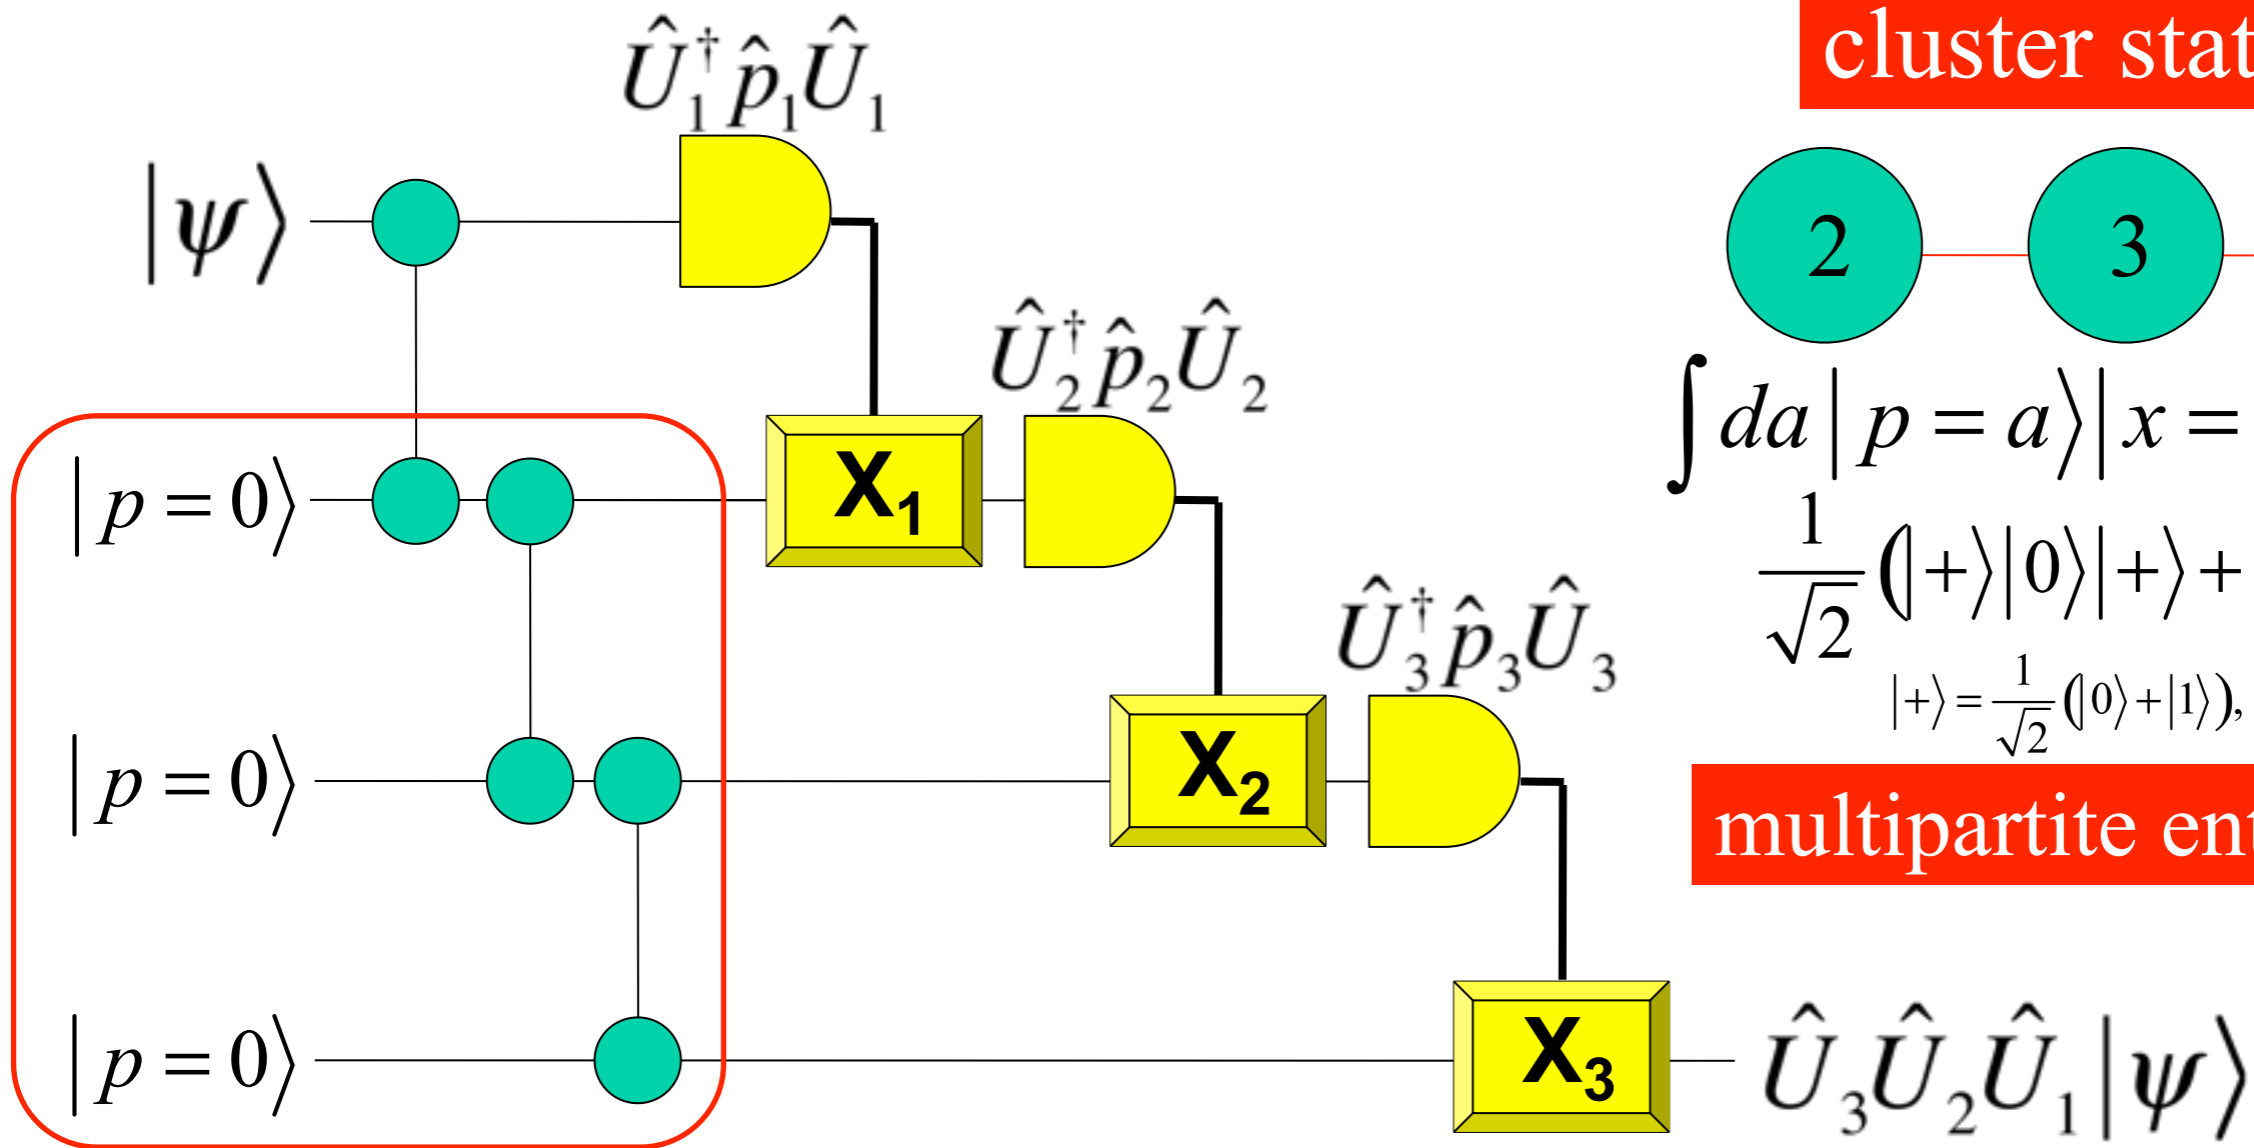 Û₁†p̂₁Û₁
|ψ⟩
Û₂†p̂₂Û₂
|p = 0⟩
X₁
Û₃†p̂₃Û₃
|p = 0⟩
X₂
|p = 0⟩
X₃
Û₃Û₂Û₁|ψ⟩
cluster stat
2
3
∫da|p = a⟩|x =
1/√2 (|+⟩|0⟩|+⟩ +
|+⟩ = 1/√2 (|0⟩ + |1⟩),
multipartite ent